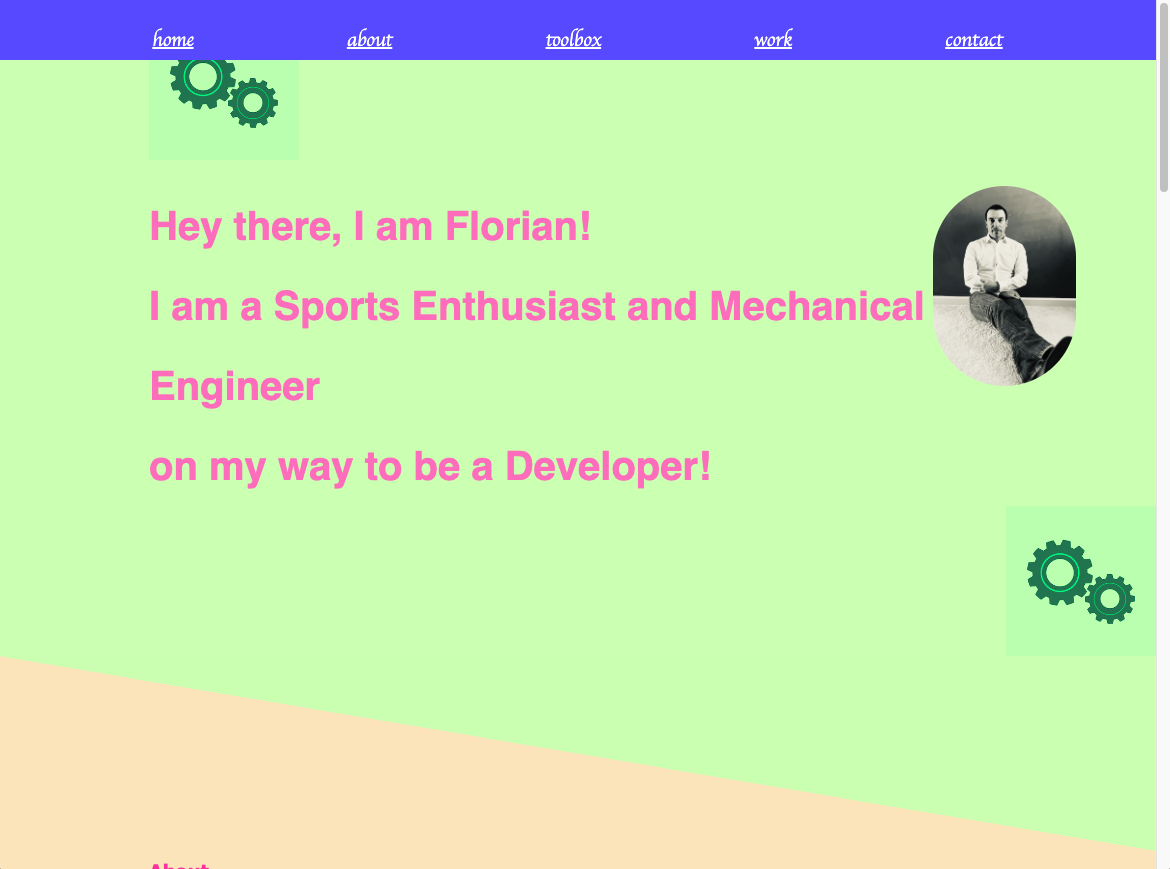 home about toolbox work contact
Hey there, I am Florian!
I am a Sports Enthusiast and Mechanical
Engineer
on my way to be a Developer!
About